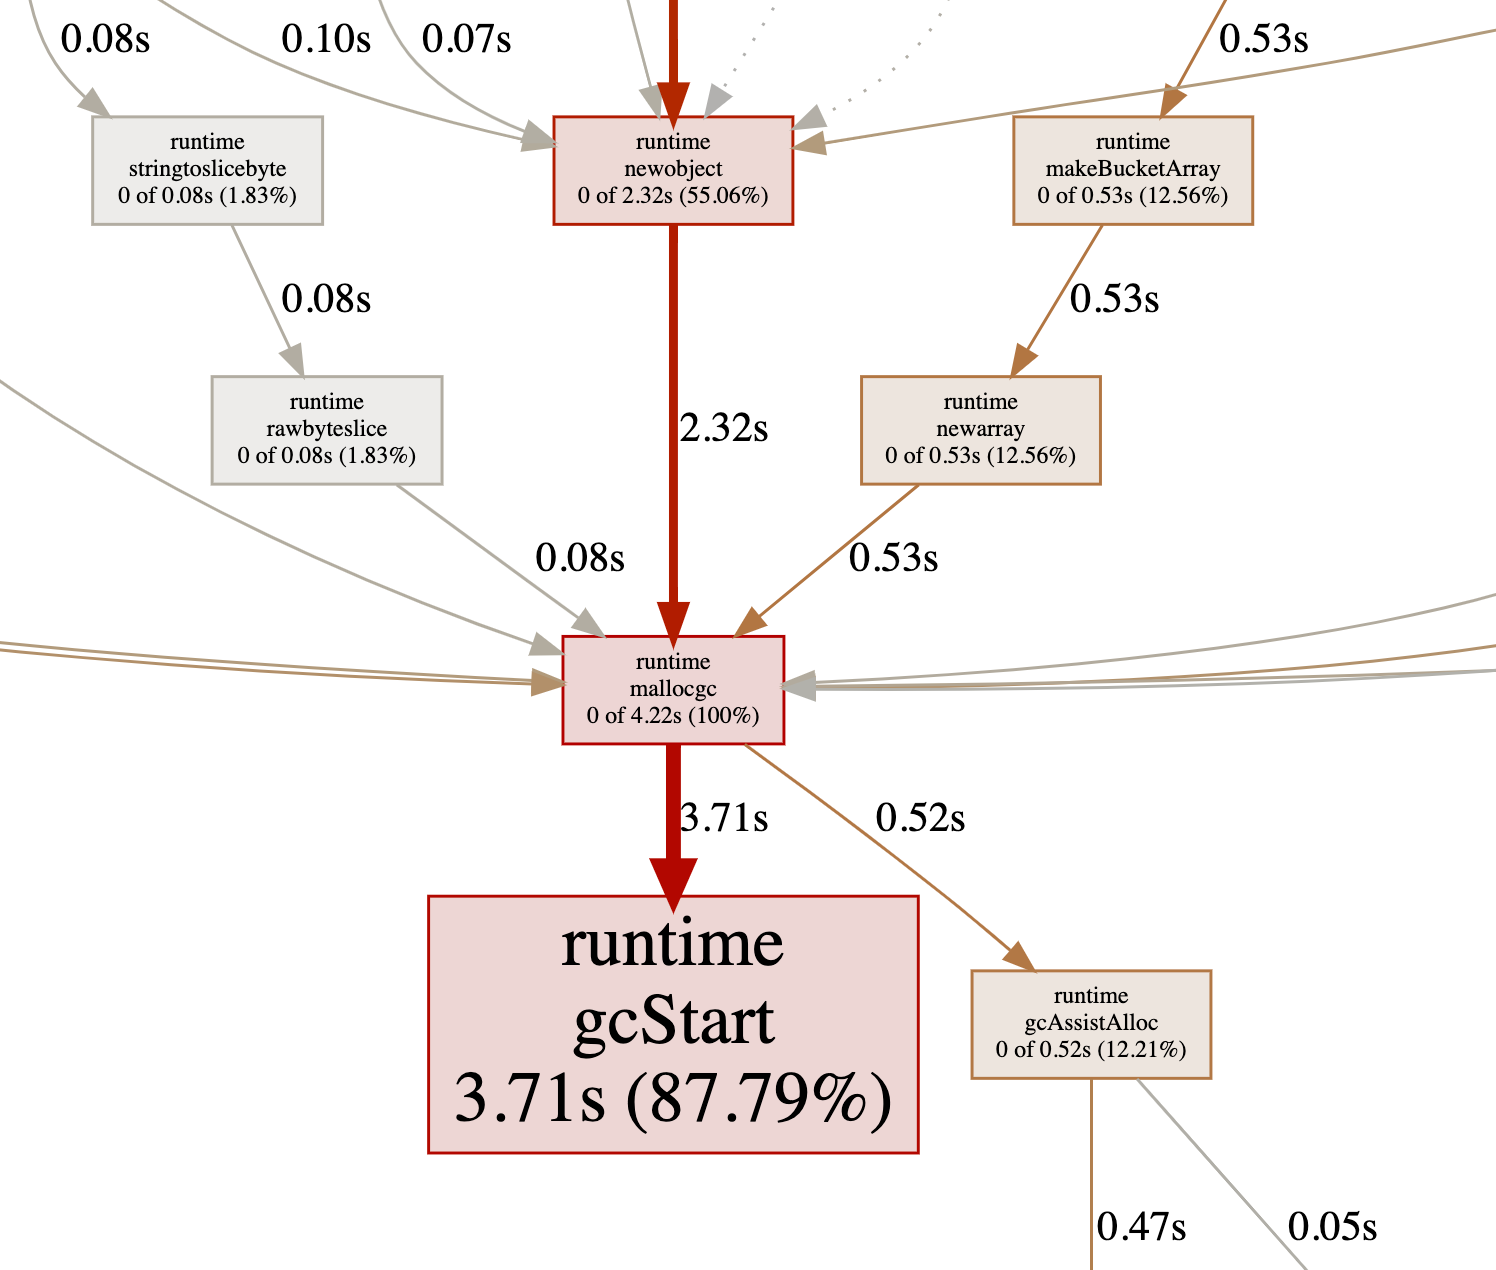 0.08s
0.10s
0.07s
0.53s
runtime
stringtoslicebyte
0 of 0.08s (1.83%)
runtime
newobject
0 of 2.32s (55.06%)
runtime
makeBucketArray
0 of 0.53s (12.56%)
0.08s
0.53s
runtime
rawbyteslice
0 of 0.08s (1.83%)
2.32s
runtime
newarray
0 of 0.53s (12.56%)
0.08s
0.53s
runtime
mallocgc
0 of 4.22s (100%)
3.71s
0.52s
runtime
gcStart
3.71s (87.79%)
runtime
gcAssistAlloc
0 of 0.52s (12.21%)
0.47s
0.05s